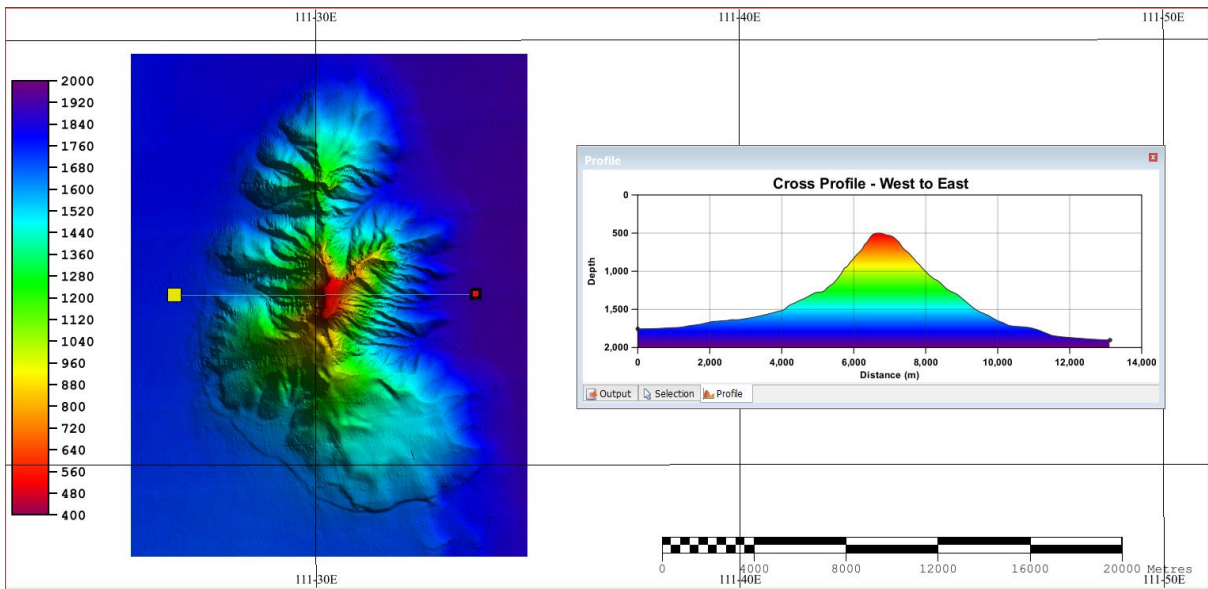 111-30E 111-40E 111-50E
2000
1920
1840
1760
1680
1600
1520
1440
1360
1280
1200
1120
1040
960
880
800
720
640
560
480
400
Profile
Cross Profile - West to East
0
500
1,000
1,500
2,000
Depth
0 2,000 4,000 6,000 8,000 10,000 12,000 14,000
Distance (m)
Output Selection Profile
0 4000 8000 12000 16000 20000 Metres
111-30E 111-40E 111-50E